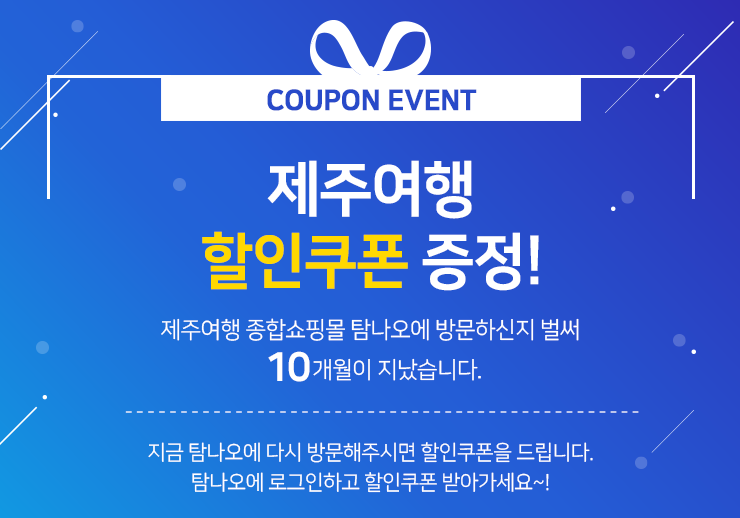 COUPON EVENT
제주여행
할인쿠폰 증정!
제주여행 종합쇼핑몰 탐나오에 방문하신지 벌써
10개월이 지났습니다.
지금 탐나오에 다시 방문해주시면 할인쿠폰을 드립니다.
탐나오에 로그인하고 할인쿠폰 받아가세요~!